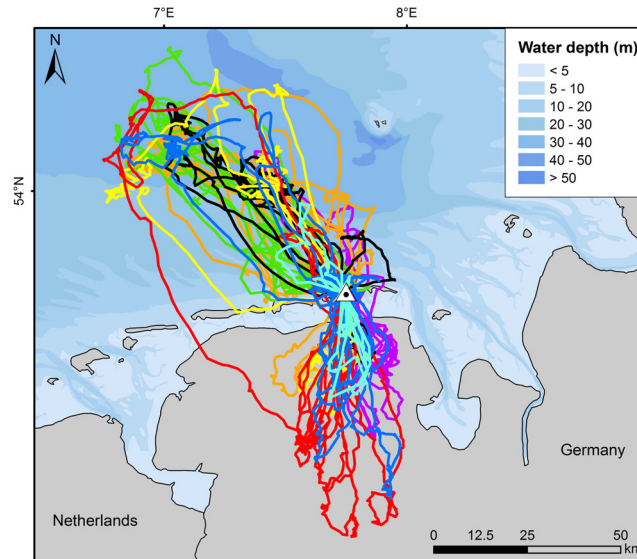 7°E
8°E
N
54°N
Water depth (m)
< 5
5 - 10
10 - 20
20 - 30
30 - 40
40 - 50
> 50
Germany
Netherlands
0 12.5 25 50
km